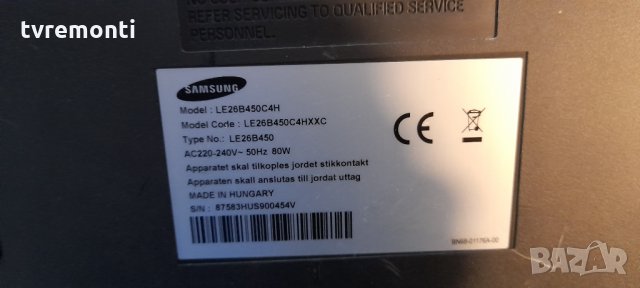 tvremonti
REFER SERVICING TO QUALIFIED SERVICE
PERSONNEL.
SAMSUNG
Model : LE26B450C4H
Model Corle : LE26B450C4HXXC
Type No.: LE26B450
AC220-240V~ 50Hz 80W
Apparatet skal tilkoples jordet stikkontakt
Apparaten skall anslutas till jordat uttag
MADE IN HUNGARY
S/N : 87583HUS900454V
CE
BN68-01176A-00
BAZAR